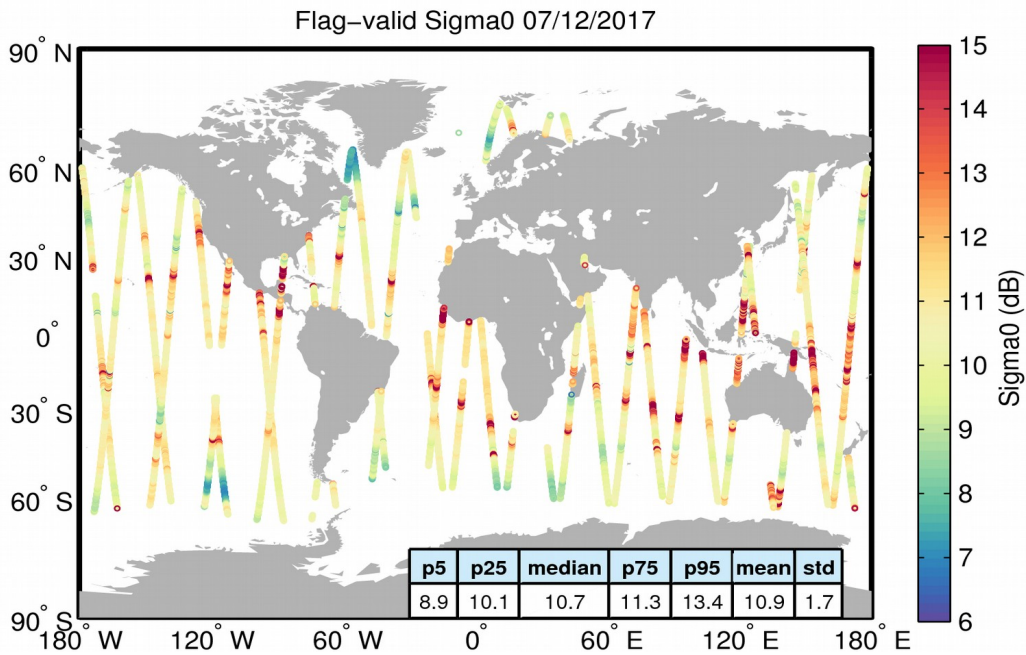 Flag−valid Sigma0 07/12/2017
90° N
60° N
30° N
0°
30° S
60° S
90° S
180° W
120° W
60° W
0°
60° E
120° E
180° E
p5 p25 median p75 p95 mean std
8.9 10.1 10.7 11.3 13.4 10.9 1.7
15
14
13
12
11
10
9
8
7
6
Sigma0 (dB)